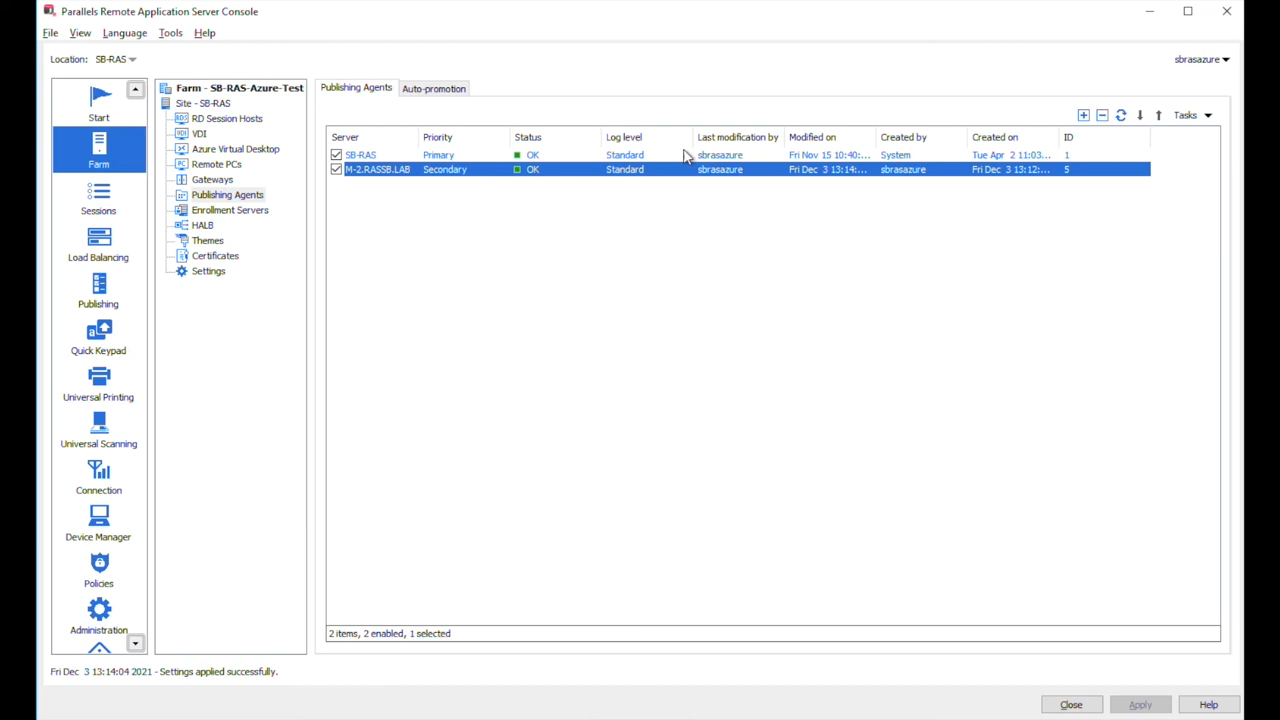 Parallels Remote Application Server Console
File View Language Tools Help
Location: SB-RAS
sbrasazure
Start
Farm
Sessions
Load Balancing
Publishing
Quick Keypad
Universal Printing
Universal Scanning
Connection
Device Manager
Policies
Administration
Farm - SB-RAS-Azure-Test
Site - SB-RAS
RD Session Hosts
VDI
Azure Virtual Desktop
Remote PCs
Gateways
Publishing Agents
Enrollment Servers
HALB
Themes
Certificates
Settings
Publishing Agents Auto-promotion
Tasks
Server Priority Status Log level Last modification by Modified on Created by Created on ID
SB-RAS Primary OK Standard sbrasazure Fri Nov 15 10:40:... System Tue Apr 2 11:03... 1
M-2.RASSB.LAB Secondary OK Standard sbrasazure Fri Dec 3 13:14:... sbrasazure Fri Dec 3 13:12:... 5
2 items, 2 enabled, 1 selected
Fri Dec 3 13:14:04 2021 - Settings applied successfully.
Close Apply Help